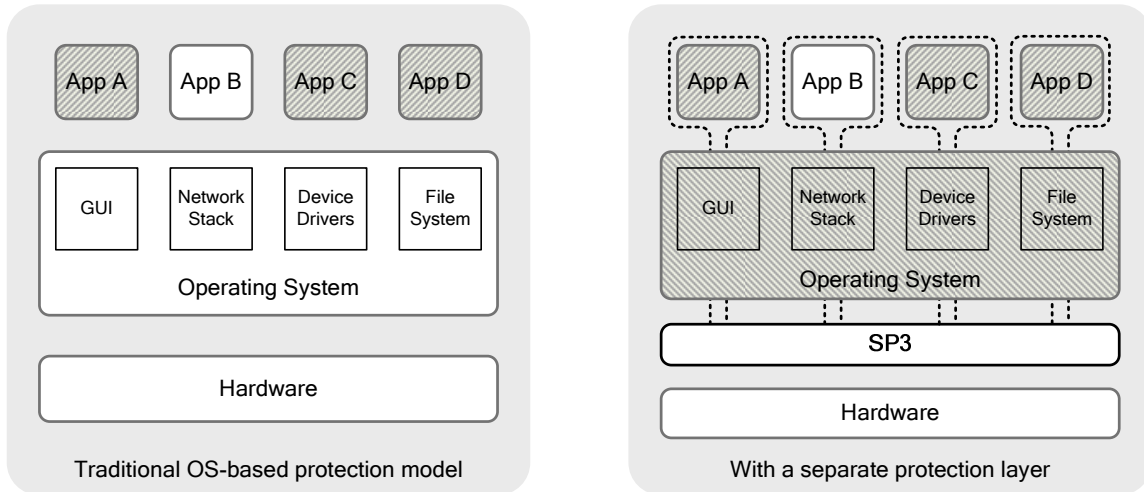 App A
App B
App C
App D
GUI
Network
Stack
Device
Drivers
File
System
Operating System
Hardware
Traditional OS-based protection model
App A
App B
App C
App D
GUI
Network
Stack
Device
Drivers
File
System
Operating System
SP3
Hardware
With a separate protection layer